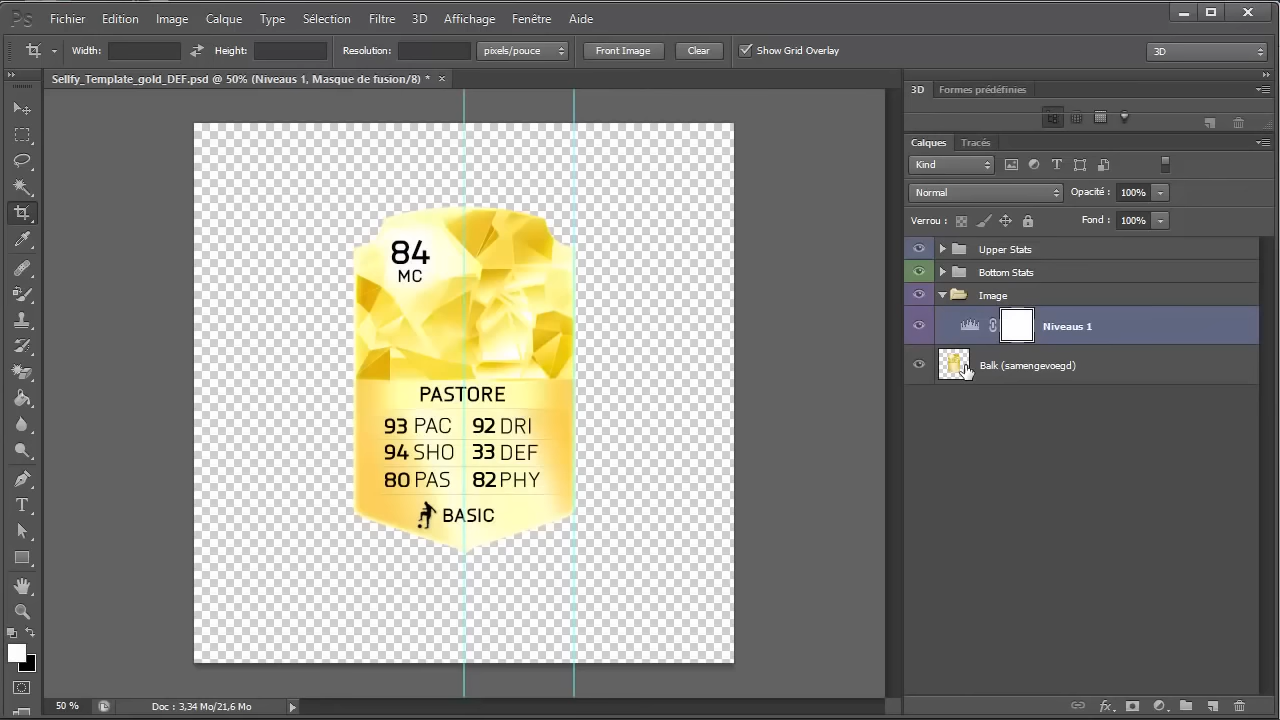 Ps Fichier Edition Image Calque Type Sélection Filtre 3D Affichage Fenêtre Aide
Width: Height: Resolution: pixels/pouce Front Image Clear Show Grid Overlay 3D
Sellfy_Template_gold_DEF.psd @ 50% (Niveaus 1, Masque de fusion/8) *
3D Formes prédéfinies
Calques Tracés
Kind
Normal Opacité : 100%
Verrou : Fond : 100%
Upper Stats
Bottom Stats
Image
Niveaus 1
Balk (samengevoegd)
84
MC
PASTORE
93 PAC 92 DRI
94 SHO 33 DEF
80 PAS 82 PHY
BASIC
50 % Doc : 3,34 Mo/21,6 Mo